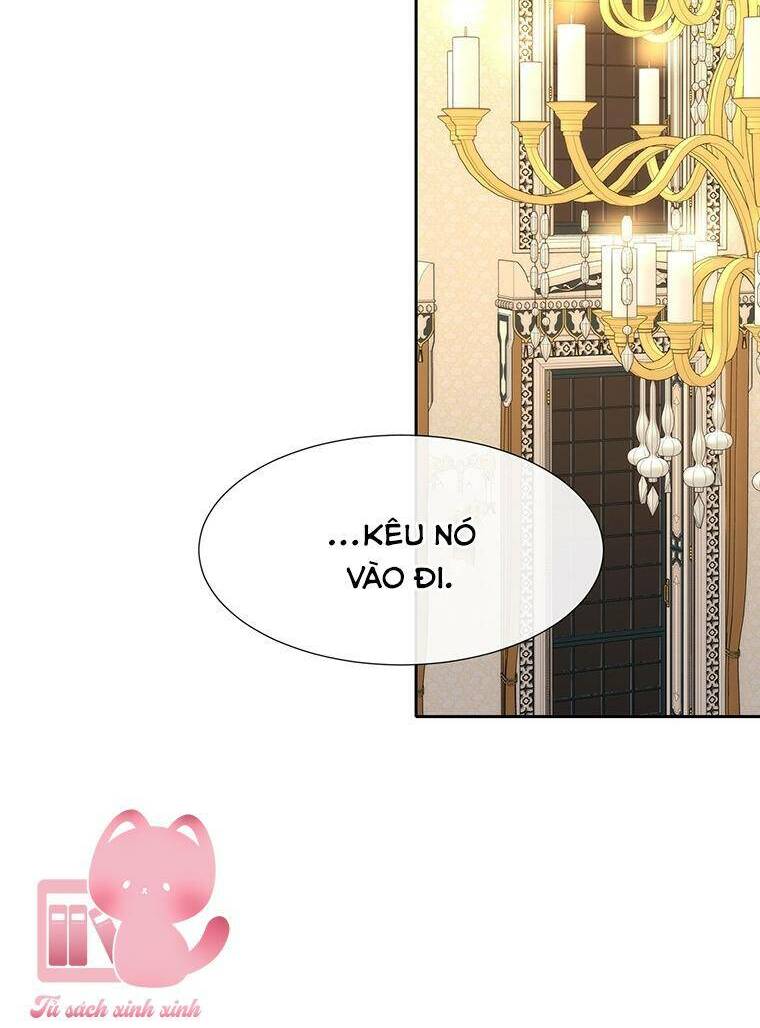 ...KÊU NÓ
VÀO ĐI.
Tủ sách xinh xinh